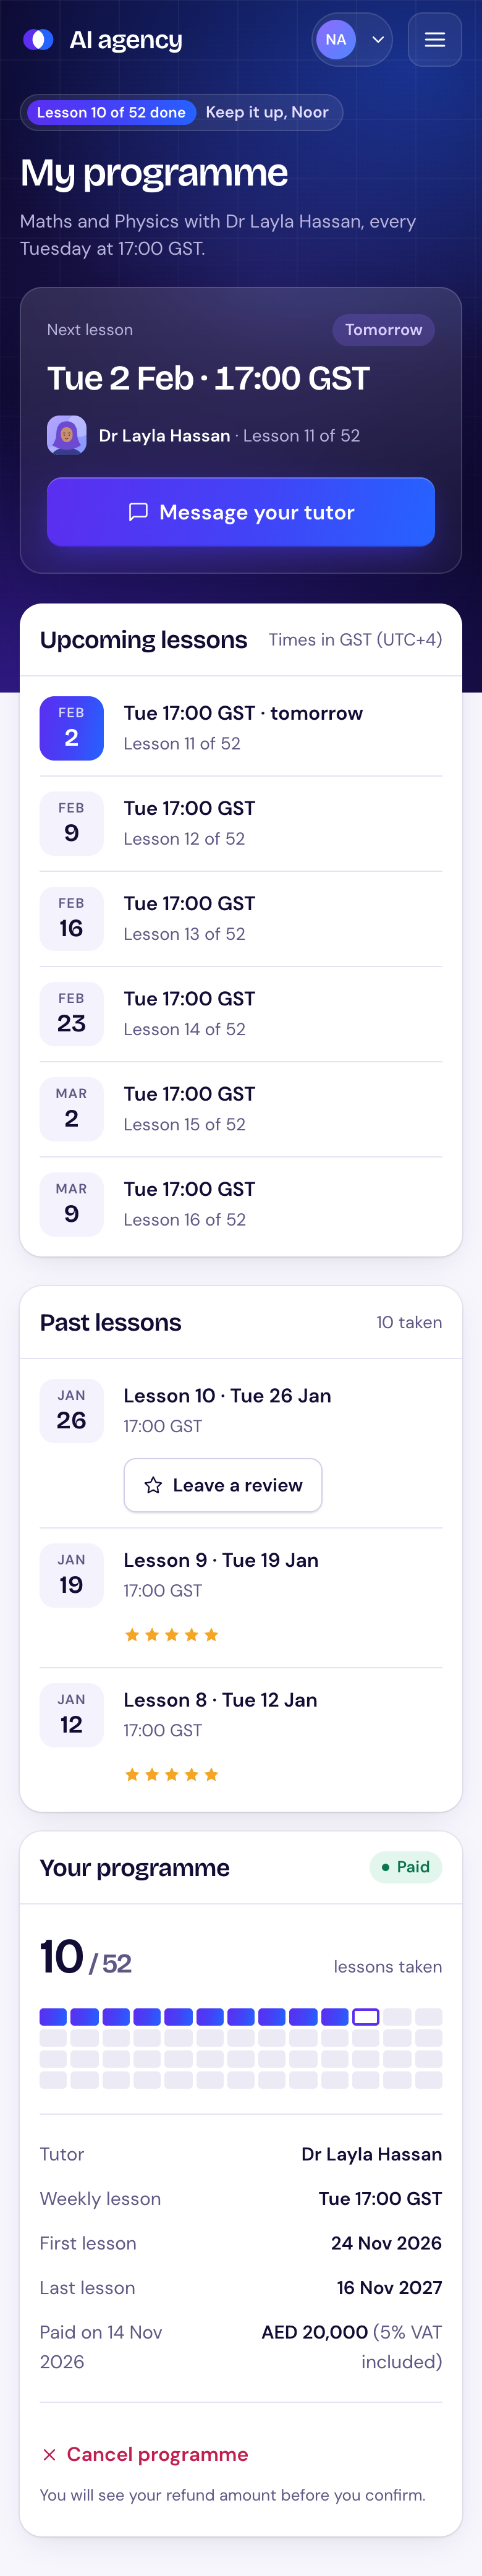 AI agency
NA
Lesson 10 of 52 done
Keep it up, Noor
My programme
Maths and Physics with Dr Layla Hassan, every
Tuesday at 17:00 GST.
Next lesson
Tomorrow
Tue 2 Feb · 17:00 GST
Dr Layla Hassan · Lesson 11 of 52
Message your tutor
Upcoming lessons
Times in GST (UTC+4)
FEB
2
Tue 17:00 GST · tomorrow
Lesson 11 of 52
FEB
9
Tue 17:00 GST
Lesson 12 of 52
FEB
16
Tue 17:00 GST
Lesson 13 of 52
FEB
23
Tue 17:00 GST
Lesson 14 of 52
MAR
2
Tue 17:00 GST
Lesson 15 of 52
MAR
9
Tue 17:00 GST
Lesson 16 of 52
Past lessons
10 taken
JAN
26
Lesson 10 · Tue 26 Jan
17:00 GST
Leave a review
JAN
19
Lesson 9 · Tue 19 Jan
17:00 GST
JAN
12
Lesson 8 · Tue 12 Jan
17:00 GST
Your programme
Paid
10 / 52
lessons taken
Tutor
Dr Layla Hassan
Weekly lesson
Tue 17:00 GST
First lesson
24 Nov 2026
Last lesson
16 Nov 2027
Paid on 14 Nov
2026
AED 20,000 (5% VAT
included)
Cancel programme
You will see your refund amount before you confirm.